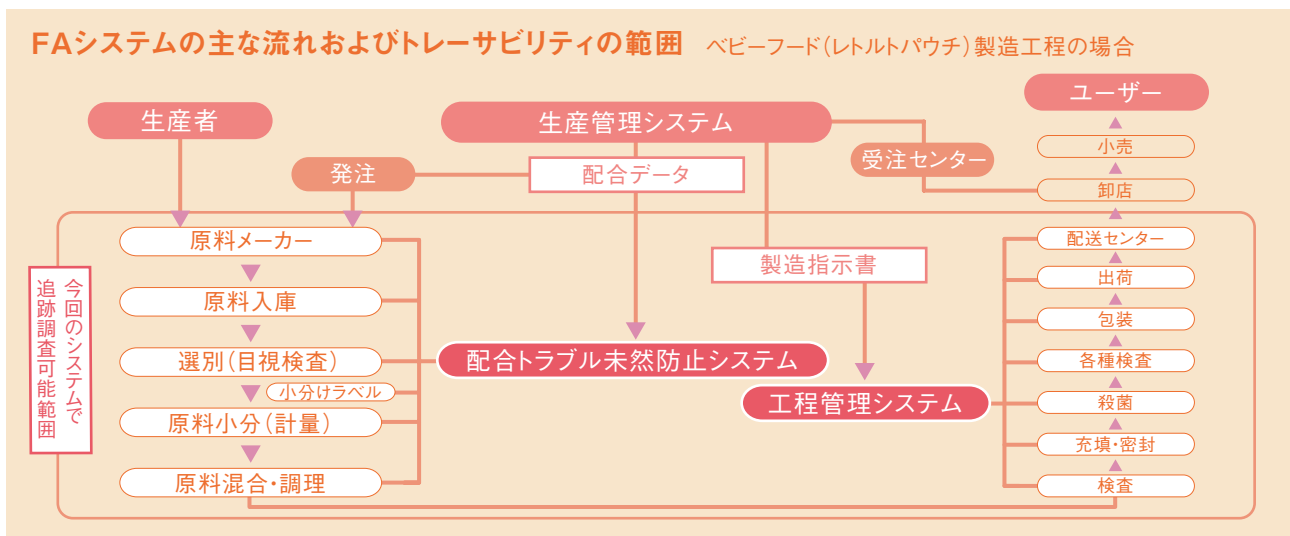 FAシステムの主な流れおよびトレーサビリティの範囲 ベビーフード(レトルトパウチ)製造工程の場合
生産者
生産管理システム
ユーザー
発注
配合データ
受注センター
小売
卸店
今回のシステムで
追跡調査可能範囲
原料メーカー
原料入庫
選別(目視検査)
小分けラベル
原料小分(計量)
原料混合・調理
製造指示書
配合トラブル未然防止システム
工程管理システム
配送センター
出荷
包装
各種検査
殺菌
充填・密封
検査